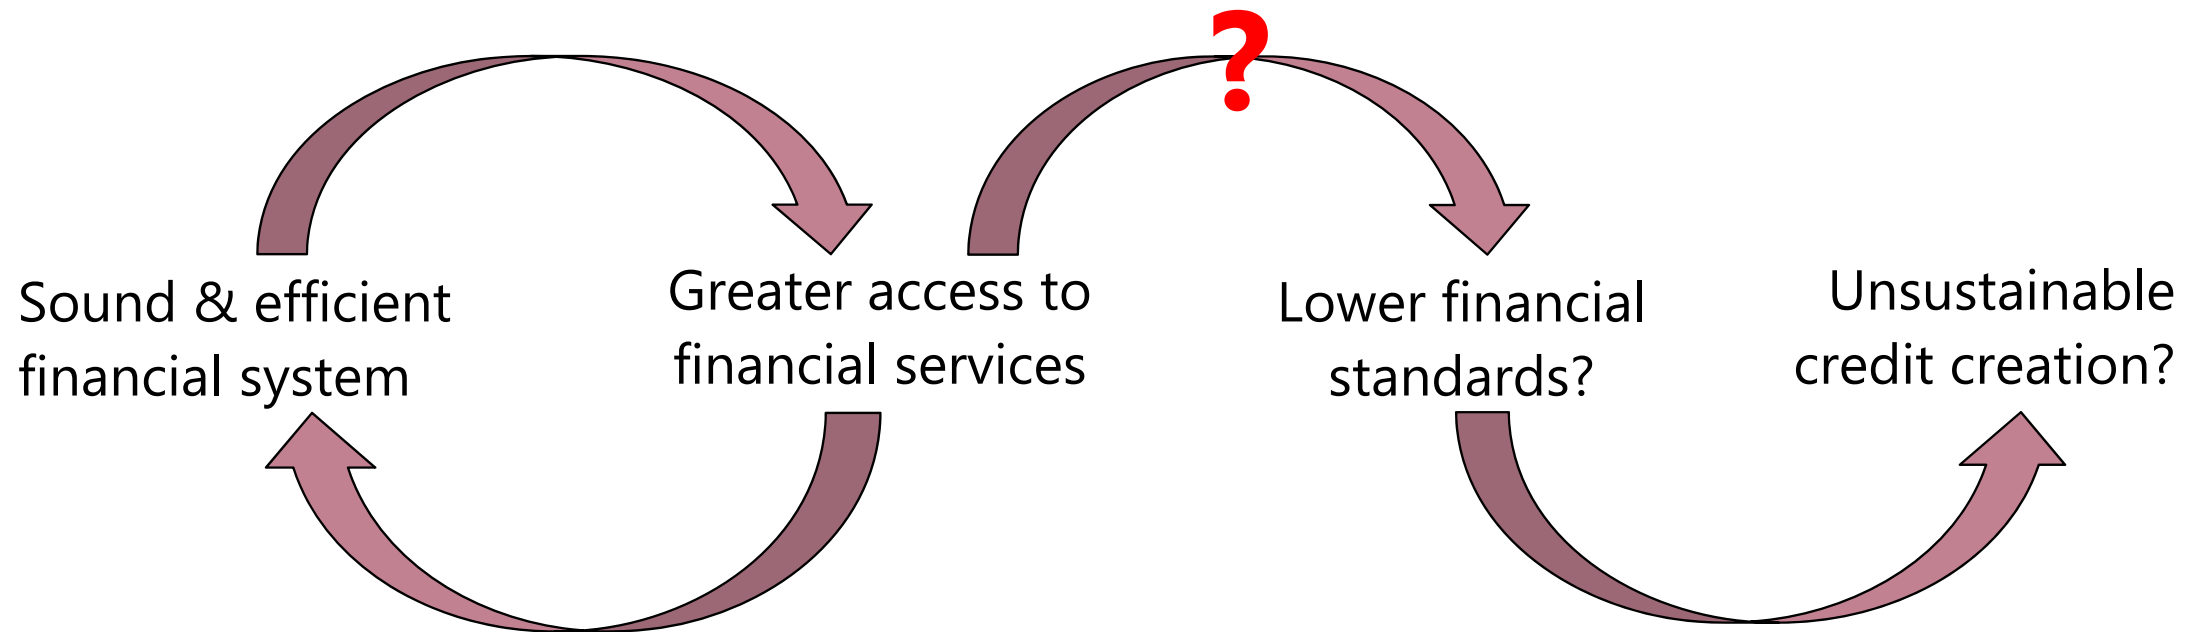 ?
Sound & efficient
financial system
Greater access to
financial services
Lower financial
standards?
Unsustainable
credit creation?